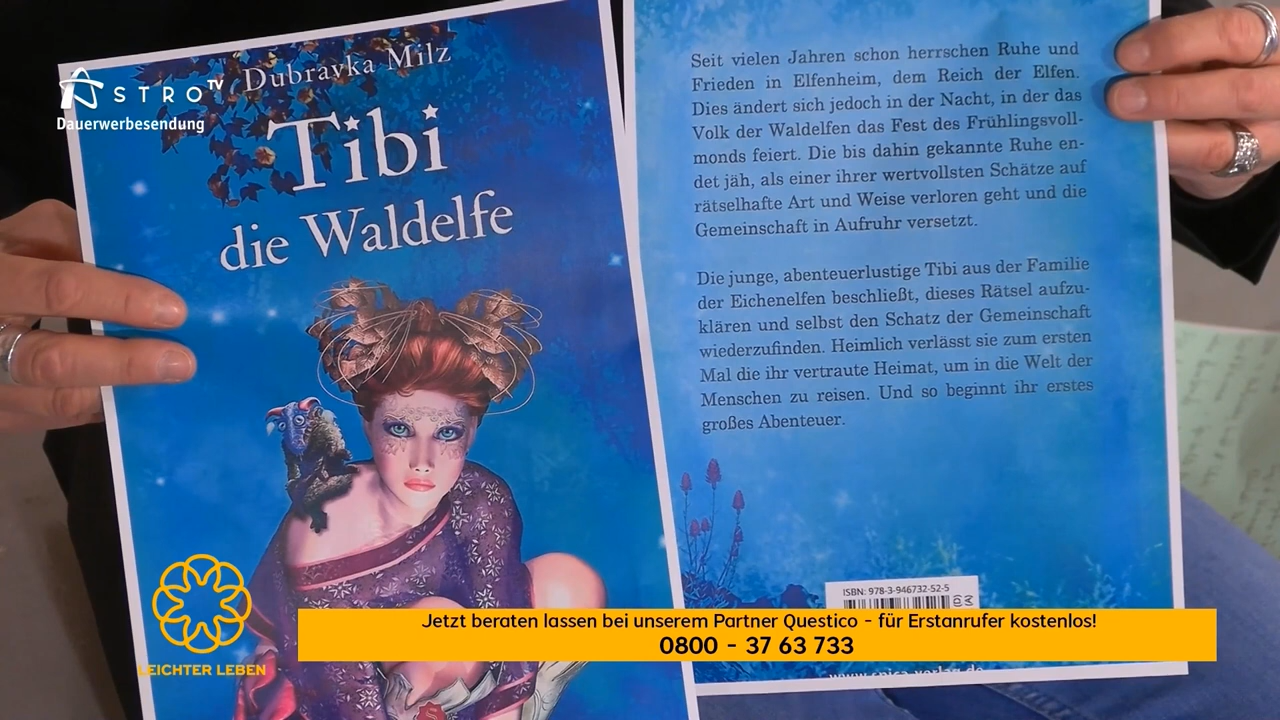 ASTRO TV
Dauerwerbesendung
Dubravka Milz
Tibi
die Waldelfe
Seit vielen Jahren schon herrschen Ruhe und
Frieden in Elfenheim, dem Reich der Elfen.
Dies ändert sich jedoch in der Nacht, in der das
Volk der Waldelfen das Fest des Frühlingsvoll-
monds feiert. Die bis dahin gekannte Ruhe en-
det jäh, als einer ihrer wertvollsten Schätze auf
rätselhafte Art und Weise verloren geht und die
Gemeinschaft in Aufruhr versetzt.
Die junge, abenteuerlustige Tibi aus der Familie
der Eichenelfen beschließt, dieses Rätsel aufzu-
klären und selbst den Schatz der Gemeinschaft
wiederzufinden. Heimlich verlässt sie zum ersten
Mal die ihr vertraute Heimat, um in die Welt der
Menschen zu reisen. Und so beginnt ihr erstes
großes Abenteuer.
ISBN: 978-3-946732-52-5
LEICHTER LEBEN
Jetzt beraten lassen bei unserem Partner Questico - für Erstanrufer kostenlos!
0800 - 37 63 733